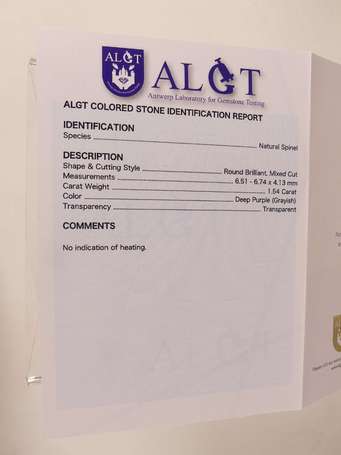 ALGT
ALGT
Antwerp Laboratory for Gemstone Testing
ALGT COLORED STONE IDENTIFICATION REPORT
IDENTIFICATION
Species Natural Spinel
DESCRIPTION
Shape & Cutting Style Round Brilliant, Mixed Cut
Measurements 6.51 - 6.74 x 4.13 mm
Carat Weight 1.54 Carat
Color Deep Purple (Grayish)
Transparency Transparent
COMMENTS
No indication of heating.